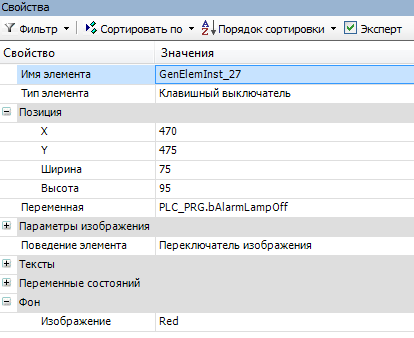 Свойства
Фильтр Сортировать по Порядок сортировки Эксперт
Свойство Значения
Имя элемента GenElemInst_27
Тип элемента Клавишный выключатель
Позиция
X 470
Y 475
Ширина 75
Высота 95
Переменная PLC_PRG.bAlarmLampOff
Параметры изображения
Поведение элемента Переключатель изображения
Тексты
Переменные состояний
Фон
Изображение Red